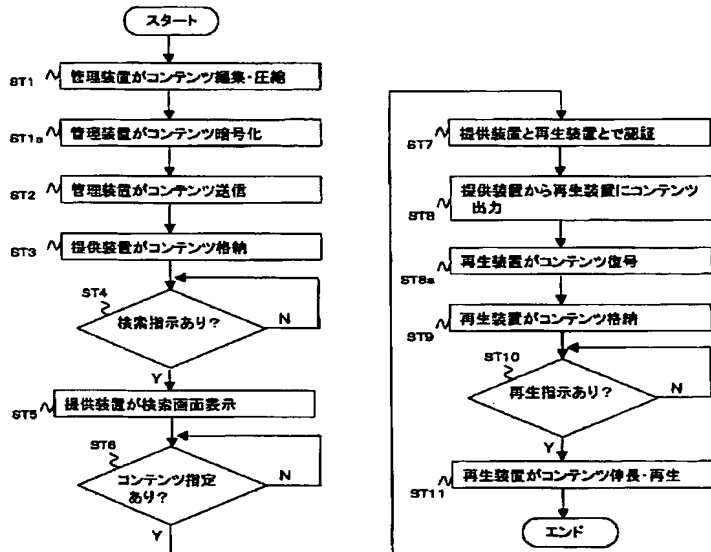 スタート
ST1
管理装置がコンテンツ編集・圧縮
ST1a
管理装置がコンテンツ暗号化
ST2
管理装置がコンテンツ送信
ST3
提供装置がコンテンツ格納
ST4
検索指示あり?
N
Y
ST5
提供装置が検索画面表示
ST6
コンテンツ指定
あり?
N
Y
ST7
提供装置と再生装置とで認証
ST8
提供装置から再生装置にコンテンツ
出力
ST8a
再生装置がコンテンツ復号
ST9
再生装置がコンテンツ格納
ST10
再生指示あり?
N
Y
ST11
再生装置がコンテンツ伸長・再生
エンド